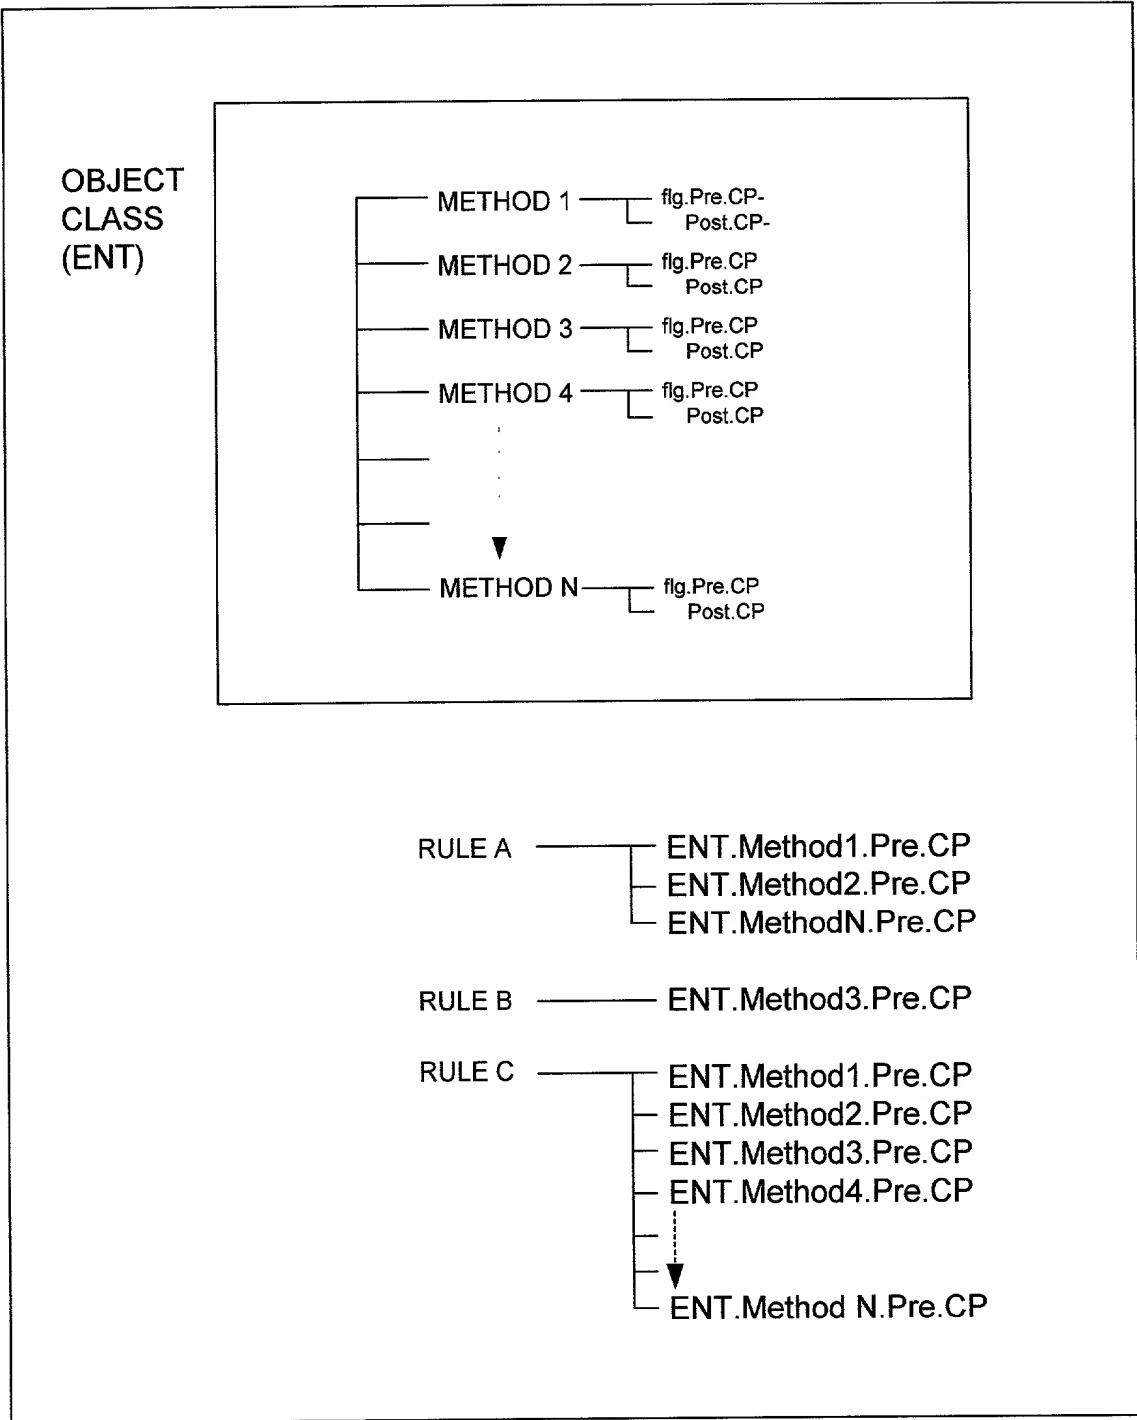 OBJECT
CLASS
(ENT)
METHOD 1 flg.Pre.CP-
Post.CP-
METHOD 2 flg.Pre.CP
Post.CP
METHOD 3 flg.Pre.CP
Post.CP
METHOD 4 flg.Pre.CP
Post.CP
METHOD N flg.Pre.CP
Post.CP
RULE A ENT.Method1.Pre.CP
ENT.Method2.Pre.CP
ENT.MethodN.Pre.CP
RULE B ENT.Method3.Pre.CP
RULE C ENT.Method1.Pre.CP
ENT.Method2.Pre.CP
ENT.Method3.Pre.CP
ENT.Method4.Pre.CP
ENT.Method N.Pre.CP